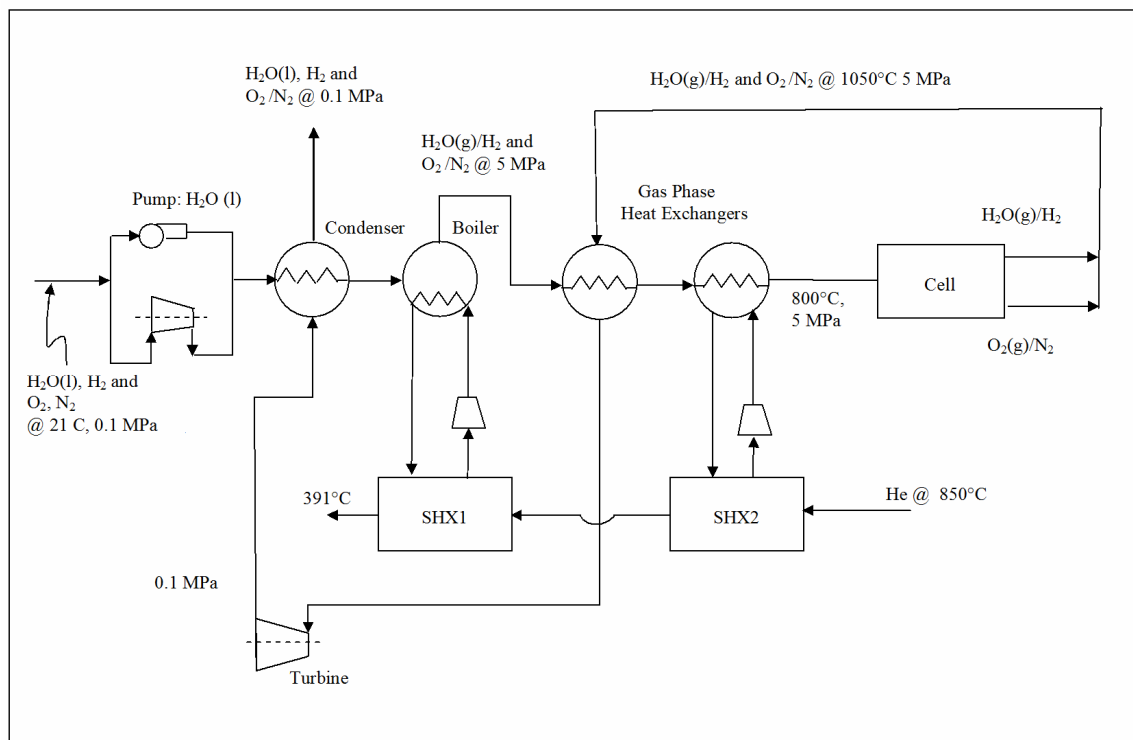 H₂O(l), H₂ and
O₂ /N₂ @ 0.1 MPa
H₂O(g)/H₂ and O₂ /N₂ @ 1050°C 5 MPa
H₂O(g)/H₂ and
O₂ /N₂ @ 5 MPa
Pump: H₂O (l)
Condenser
Boiler
Gas Phase
Heat Exchangers
H₂O(g)/H₂
Cell
800°C,
5 MPa
O₂(g)/N₂
H₂O(l), H₂ and
O₂, N₂
@ 21 C, 0.1 MPa
391°C
SHX1
SHX2
He @ 850°C
0.1 MPa
Turbine